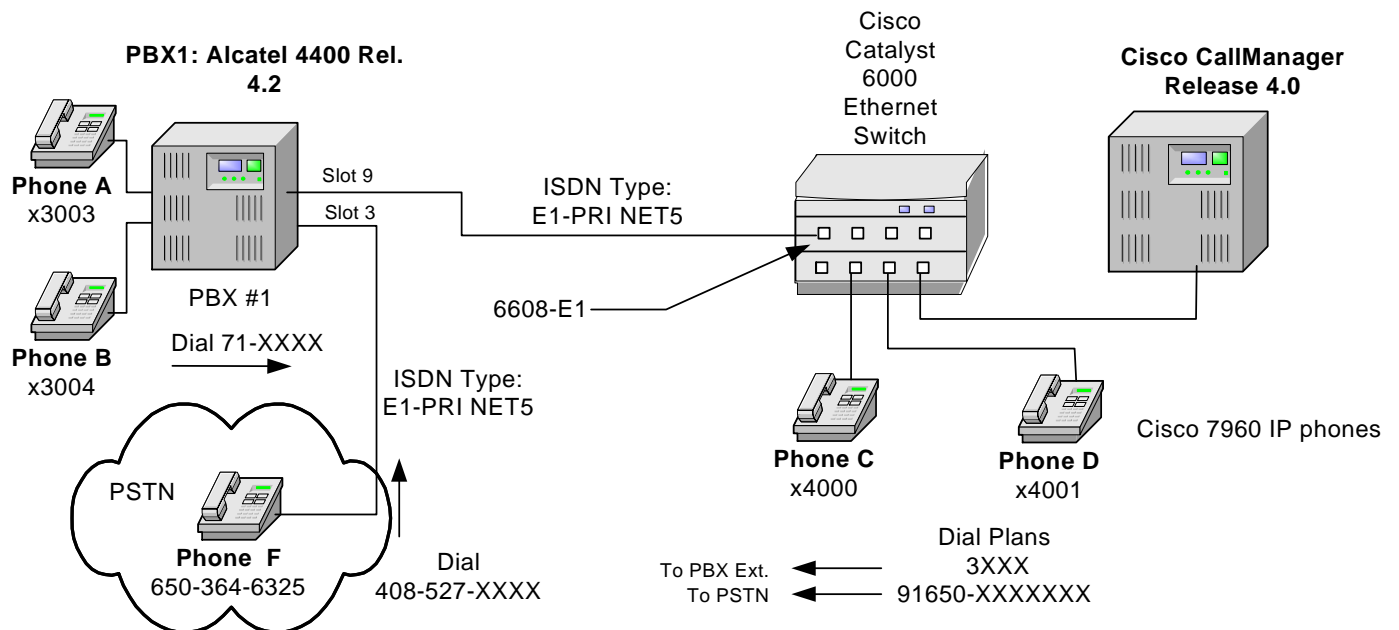 PBX1: Alcatel 4400 Rel.
4.2
Cisco
Catalyst
6000
Ethernet
Switch
Cisco CallManager
Release 4.0
Phone A
x3003
Slot 9
Slot 3
ISDN Type:
E1-PRI NET5
PBX #1
6608-E1
Phone B
x3004
Dial 71-XXXX
ISDN Type:
E1-PRI NET5
Phone C
x4000
Phone D
x4001
Cisco 7960 IP phones
PSTN
Phone F
650-364-6325
Dial
408-527-XXXX
Dial Plans
To PBX Ext.
3XXX
To PSTN
91650-XXXXXXX